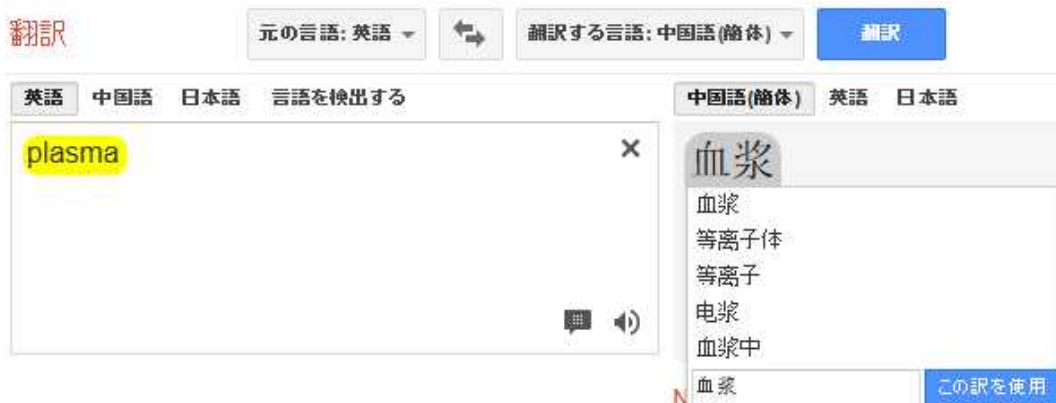 翻訳 元の言語: 英語 翻訳する言語: 中国語(簡体) 翻訳
英語 中国語 日本語 言語を検出する 中国語(簡体) 英語 日本語
plasma
血浆
血浆
等离子体
等离子
电浆
血浆中
血浆 この訳を使用
N